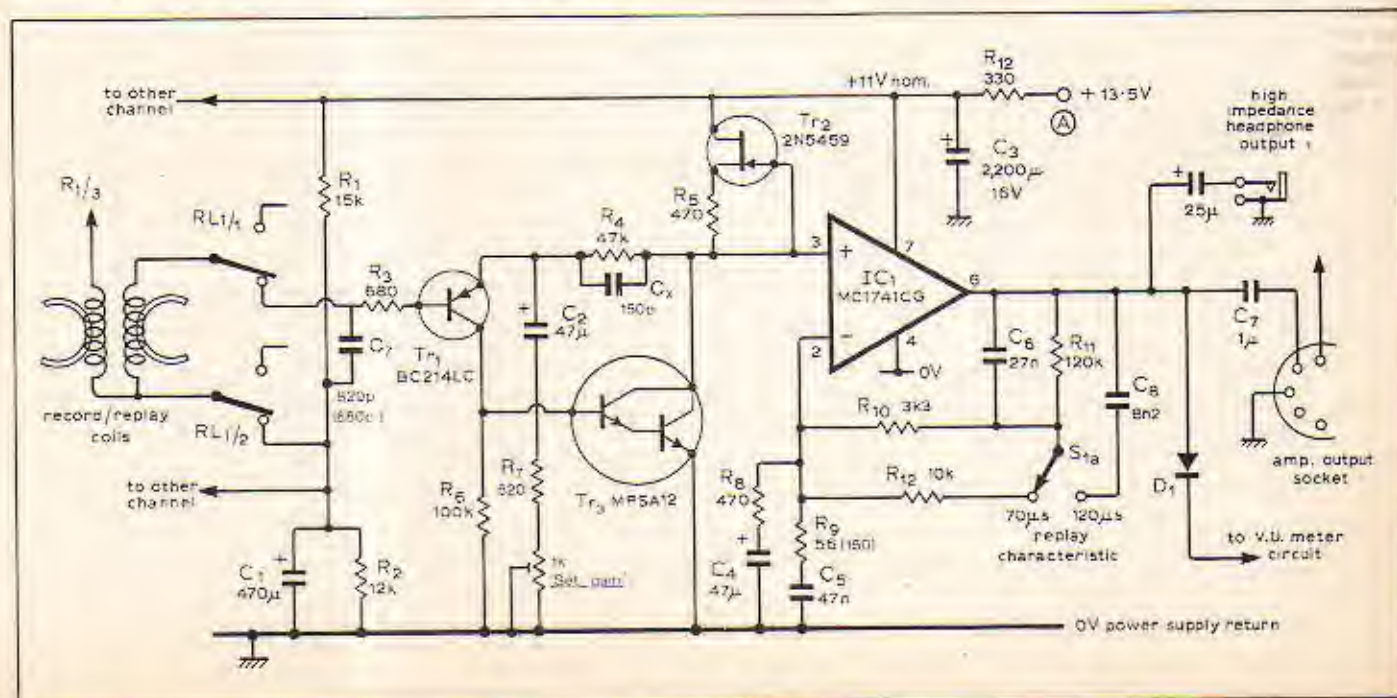 to other
channel
R1/3
RL1/1
RL1/2
record/replay
coils
to other
channel
R1
15k
C7
820p
(680p)
R3
680
Tr1
BC214LC
C1
470μ
R2
12k
R6
100k
C2
47μ
R7
820
1k
'Set gain'
R4
47k
Cx
150p
R5
470
Tr2
2N5459
Tr3 MPSA12
+11V nom.
R12
330
+ 13·5V
A
C3
2,200μ
16V
3
+
IC1
MC1741CG
7
6
4
0V
2
−
R10 3k3
R8
470
C4
47μ
R9
56(150)
C5
47n
R12 10k
C6
27n
R11
120k
S1a
70μs
120μs
replay
characteristic
C8
8n2
high
impedance
headphone
output
25μ
C7
1μ
amp. output
socket
D1
to V.U. meter
circuit
0V power supply return